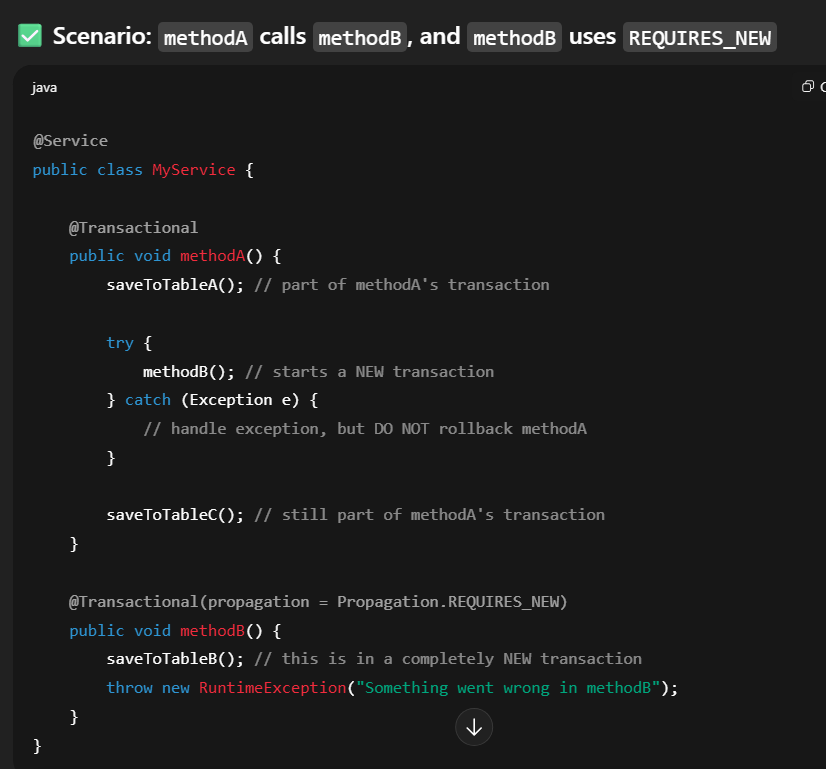 ✅ Scenario: methodA calls methodB, and methodB uses REQUIRES_NEW
java
@Service
public class MyService {
    @Transactional
    public void methodA() {
        saveToTableA(); // part of methodA's transaction
        try {
            methodB(); // starts a NEW transaction
        } catch (Exception e) {
            // handle exception, but DO NOT rollback methodA
        }
        saveToTableC(); // still part of methodA's transaction
    }
    @Transactional(propagation = Propagation.REQUIRES_NEW)
    public void methodB() {
        saveToTableB(); // this is in a completely NEW transaction
        throw new RuntimeException("Something went wrong in methodB");
    }
}